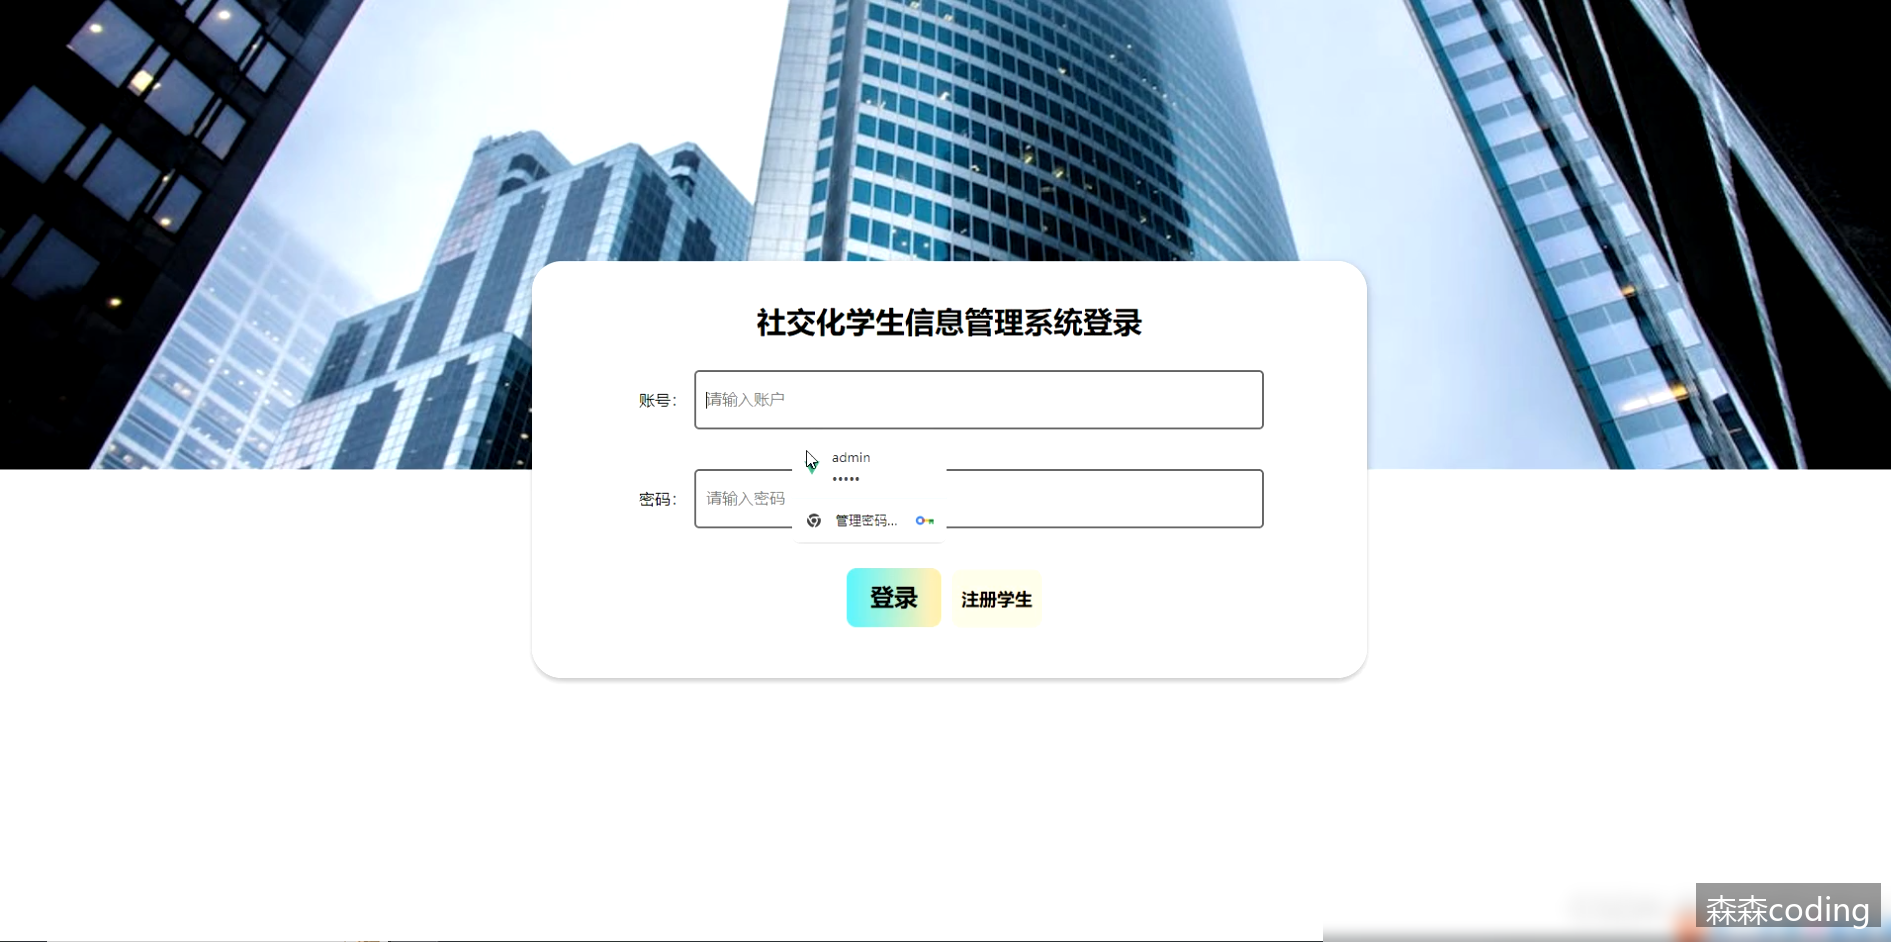 社交化学生信息管理系统登录
账号：
请输入账户
admin
•••••
密码：
请输入密码
管理密码...
登录
注册学生
森森coding